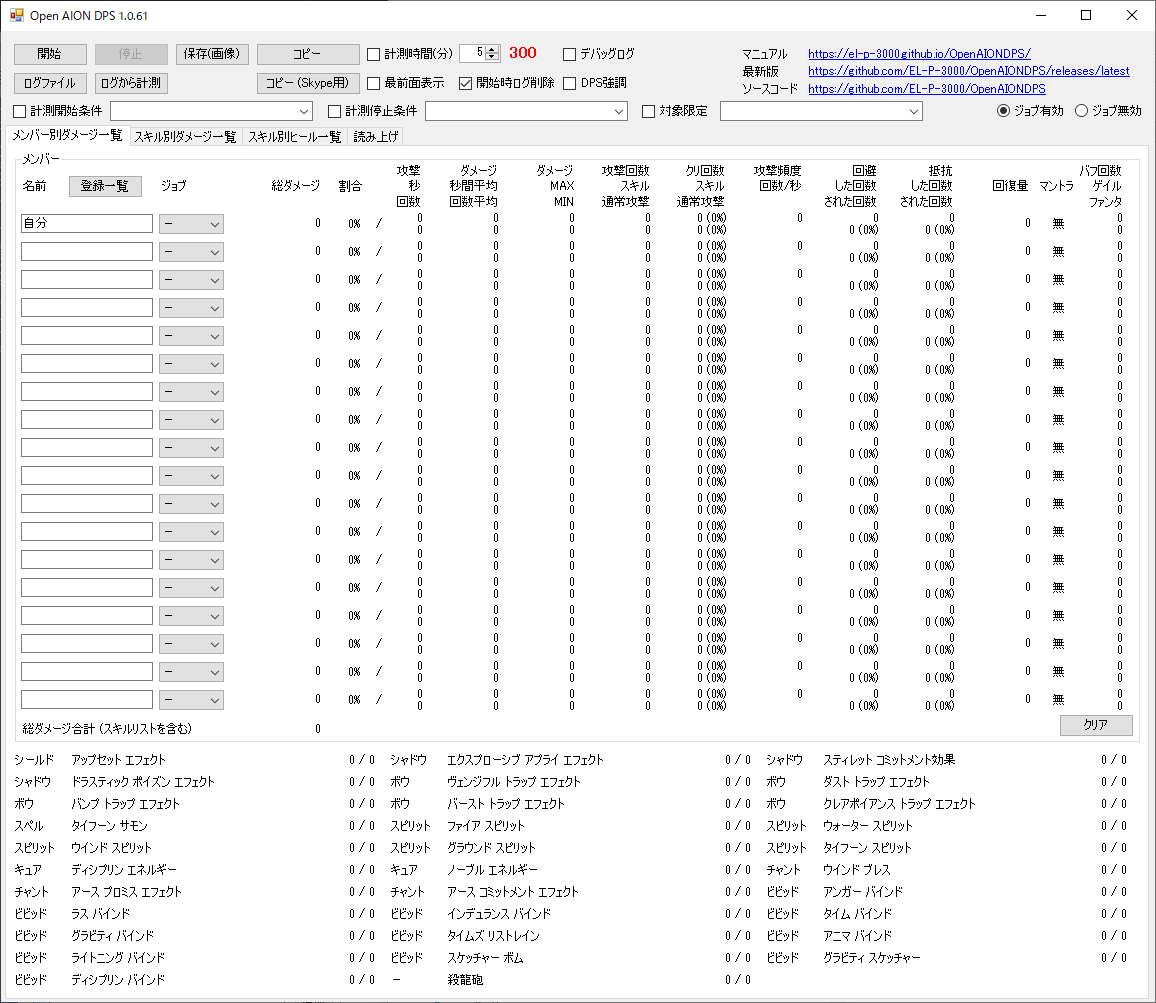 Open AION DPS 1.0.61
開始 停止 保存(画像) コピー 計測時間(分) 5 300 デバッグログ マニュアル https://el-p-3000.github.io/OpenAIONDPS/
最新版 https://github.com/EL-P-3000/OpenAIONDPS/releases/latest
ログファイル ログから計測 コピー(Skype用) 最前面表示 開始時ログ削除 DPS強調 ソースコード https://github.com/EL-P-3000/OpenAIONDPS
計測開始条件 計測停止条件 対象限定 ジョブ有効 ジョブ無効
メンバー別ダメージ一覧 スキル別ダメージ一覧 スキル別ヒール一覧 読み上げ
メンバー
攻撃 ダメージ ダメージ 攻撃回数 クリ回数 攻撃頻度 回避 抵抗 バフ回数
名前 登録一覧 ジョブ 総ダメージ 割合 秒 秒間平均 MAX スキル スキル 回数/秒 した回数 した回数 回復量 マントラ ゲイル
回数 回数平均 MIN 通常攻撃 通常攻撃 された回数 された回数 ファンタ
0 0 0 0 0 (0%) 0 0 0 0
自分 － 0 0% / 0 無
0 0 0 0 0 (0%) 0 (0%) 0 (0%) 0
0 0 0 0 0 (0%) 0 0 0 0
－ 0 0% / 0 無
0 0 0 0 0 (0%) 0 (0%) 0 (0%) 0
0 0 0 0 0 (0%) 0 0 0 0
－ 0 0% / 0 無
0 0 0 0 0 (0%) 0 (0%) 0 (0%) 0
0 0 0 0 0 (0%) 0 0 0 0
－ 0 0% / 0 無
0 0 0 0 0 (0%) 0 (0%) 0 (0%) 0
0 0 0 0 0 (0%) 0 0 0 0
－ 0 0% / 0 無
0 0 0 0 0 (0%) 0 (0%) 0 (0%) 0
0 0 0 0 0 (0%) 0 0 0 0
－ 0 0% / 0 無
0 0 0 0 0 (0%) 0 (0%) 0 (0%) 0
0 0 0 0 0 (0%) 0 0 0 0
－ 0 0% / 0 無
0 0 0 0 0 (0%) 0 (0%) 0 (0%) 0
0 0 0 0 0 (0%) 0 0 0 0
－ 0 0% / 0 無
0 0 0 0 0 (0%) 0 (0%) 0 (0%) 0
0 0 0 0 0 (0%) 0 0 0 0
－ 0 0% / 0 無
0 0 0 0 0 (0%) 0 (0%) 0 (0%) 0
0 0 0 0 0 (0%) 0 0 0 0
－ 0 0% / 0 無
0 0 0 0 0 (0%) 0 (0%) 0 (0%) 0
0 0 0 0 0 (0%) 0 0 0 0
－ 0 0% / 0 無
0 0 0 0 0 (0%) 0 (0%) 0 (0%) 0
0 0 0 0 0 (0%) 0 0 0 0
－ 0 0% / 0 無
0 0 0 0 0 (0%) 0 (0%) 0 (0%) 0
0 0 0 0 0 (0%) 0 0 0 0
－ 0 0% / 0 無
0 0 0 0 0 (0%) 0 (0%) 0 (0%) 0
0 0 0 0 0 (0%) 0 0 0 0
－ 0 0% / 0 無
0 0 0 0 0 (0%) 0 (0%) 0 (0%) 0
0 0 0 0 0 (0%) 0 0 0 0
－ 0 0% / 0 無
0 0 0 0 0 (0%) 0 (0%) 0 (0%) 0
0 0 0 0 0 (0%) 0 0 0 0
－ 0 0% / 0 無
0 0 0 0 0 (0%) 0 (0%) 0 (0%) 0
0 0 0 0 0 (0%) 0 0 0 0
－ 0 0% / 0 無
0 0 0 0 0 (0%) 0 (0%) 0 (0%) 0
0 0 0 0 0 (0%) 0 0 0 0
－ 0 0% / 0 無
0 0 0 0 0 (0%) 0 (0%) 0 (0%) 0
総ダメージ合計(スキルリストを含む) 0 クリア
シールド アップセット エフェクト 0 / 0 シャドウ エクスプローシブ アプライ エフェクト 0 / 0 シャドウ スティレット コミットメント効果 0 / 0
シャドウ ドラスティック ポイズン エフェクト 0 / 0 ボウ ヴェンジフル トラップ エフェクト 0 / 0 ボウ ダスト トラップ エフェクト 0 / 0
ボウ バンプ トラップ エフェクト 0 / 0 ボウ バースト トラップ エフェクト 0 / 0 ボウ クレアボイアンス トラップ エフェクト 0 / 0
スペル タイフーン サモン 0 / 0 スピリット ファイア スピリット 0 / 0 スピリット ウォーター スピリット 0 / 0
スピリット ウインド スピリット 0 / 0 スピリット グラウンド スピリット 0 / 0 スピリット タイフーン スピリット 0 / 0
キュア ディシプリン エネルギー 0 / 0 キュア ノーブル エネルギー 0 / 0 チャント ウインド ブレス 0 / 0
チャント アース プロミス エフェクト 0 / 0 チャント アース コミットメント エフェクト 0 / 0 ビビッド アンガー バインド 0 / 0
ビビッド ラス バインド 0 / 0 ビビッド インデュランス バインド 0 / 0 ビビッド タイム バインド 0 / 0
ビビッド グラビティ バインド 0 / 0 ビビッド タイムズ リストレイン 0 / 0 ビビッド アニマ バインド 0 / 0
ビビッド ライトニング バインド 0 / 0 ビビッド スケッチャー ボム 0 / 0 ビビッド グラビティ スケッチャー 0 / 0
ビビッド ディシプリン バインド 0 / 0 － 殺龍砲 0 / 0